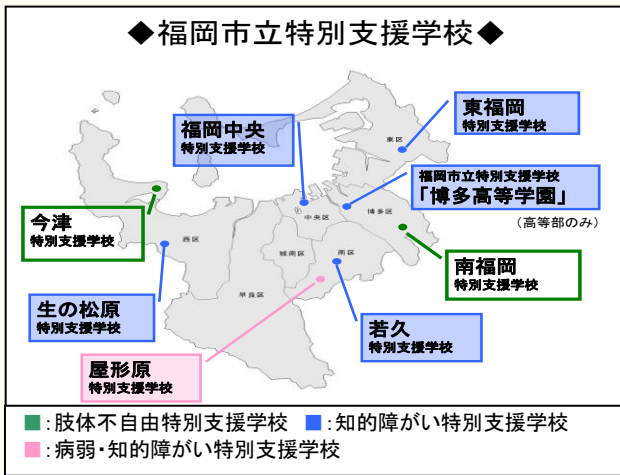 ◆福岡市立特別支援学校◆
東福岡
特別支援学校
福岡中央
特別支援学校
東区
福岡市立特別支援学校
「博多高等学園」
(高等部のみ)
今津
特別支援学校
中央区
博多区
西区
城南区
南区
南福岡
特別支援学校
早良区
生の松原
特別支援学校
若久
特別支援学校
屋形原
特別支援学校
■:肢体不自由特別支援学校 ■:知的障がい特別支援学校
■:病弱・知的障がい特別支援学校